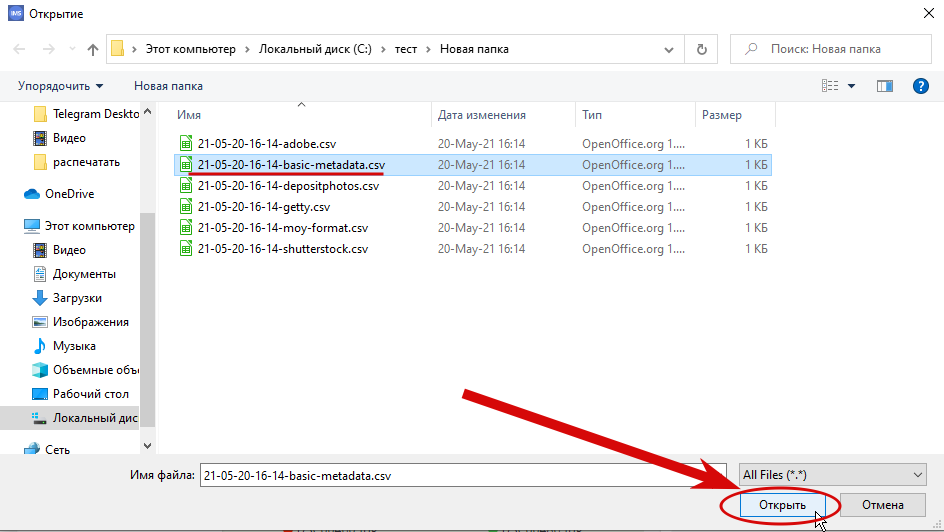 IMS Открытие
Этот компьютер > Локальный диск (C:) > тест > Новая папка
Поиск: Новая папка
Упорядочить Новая папка
Telegram Deskto
Видео
распечатать
OneDrive
Этот компьютер
Видео
Документы
Загрузки
Изображения
Музыка
Объемные объ
Рабочий стол
Локальный дис
Сеть
Имя Дата изменения Тип Размер
21-05-20-16-14-adobe.csv 20-May-21 16:14 OpenOffice.org 1.... 1 КБ
21-05-20-16-14-basic-metadata.csv 20-May-21 16:14 OpenOffice.org 1.... 1 КБ
21-05-20-16-14-depositphotos.csv 20-May-21 16:14 OpenOffice.org 1.... 1 КБ
21-05-20-16-14-getty.csv 20-May-21 16:14 OpenOffice.org 1.... 1 КБ
21-05-20-16-14-moy-format.csv 20-May-21 16:14 OpenOffice.org 1.... 1 КБ
21-05-20-16-14-shutterstock.csv 20-May-21 16:14 OpenOffice.org 1.... 1 КБ
Имя файла: 21-05-20-16-14-basic-metadata.csv All Files (*.*)
Открыть Отмена